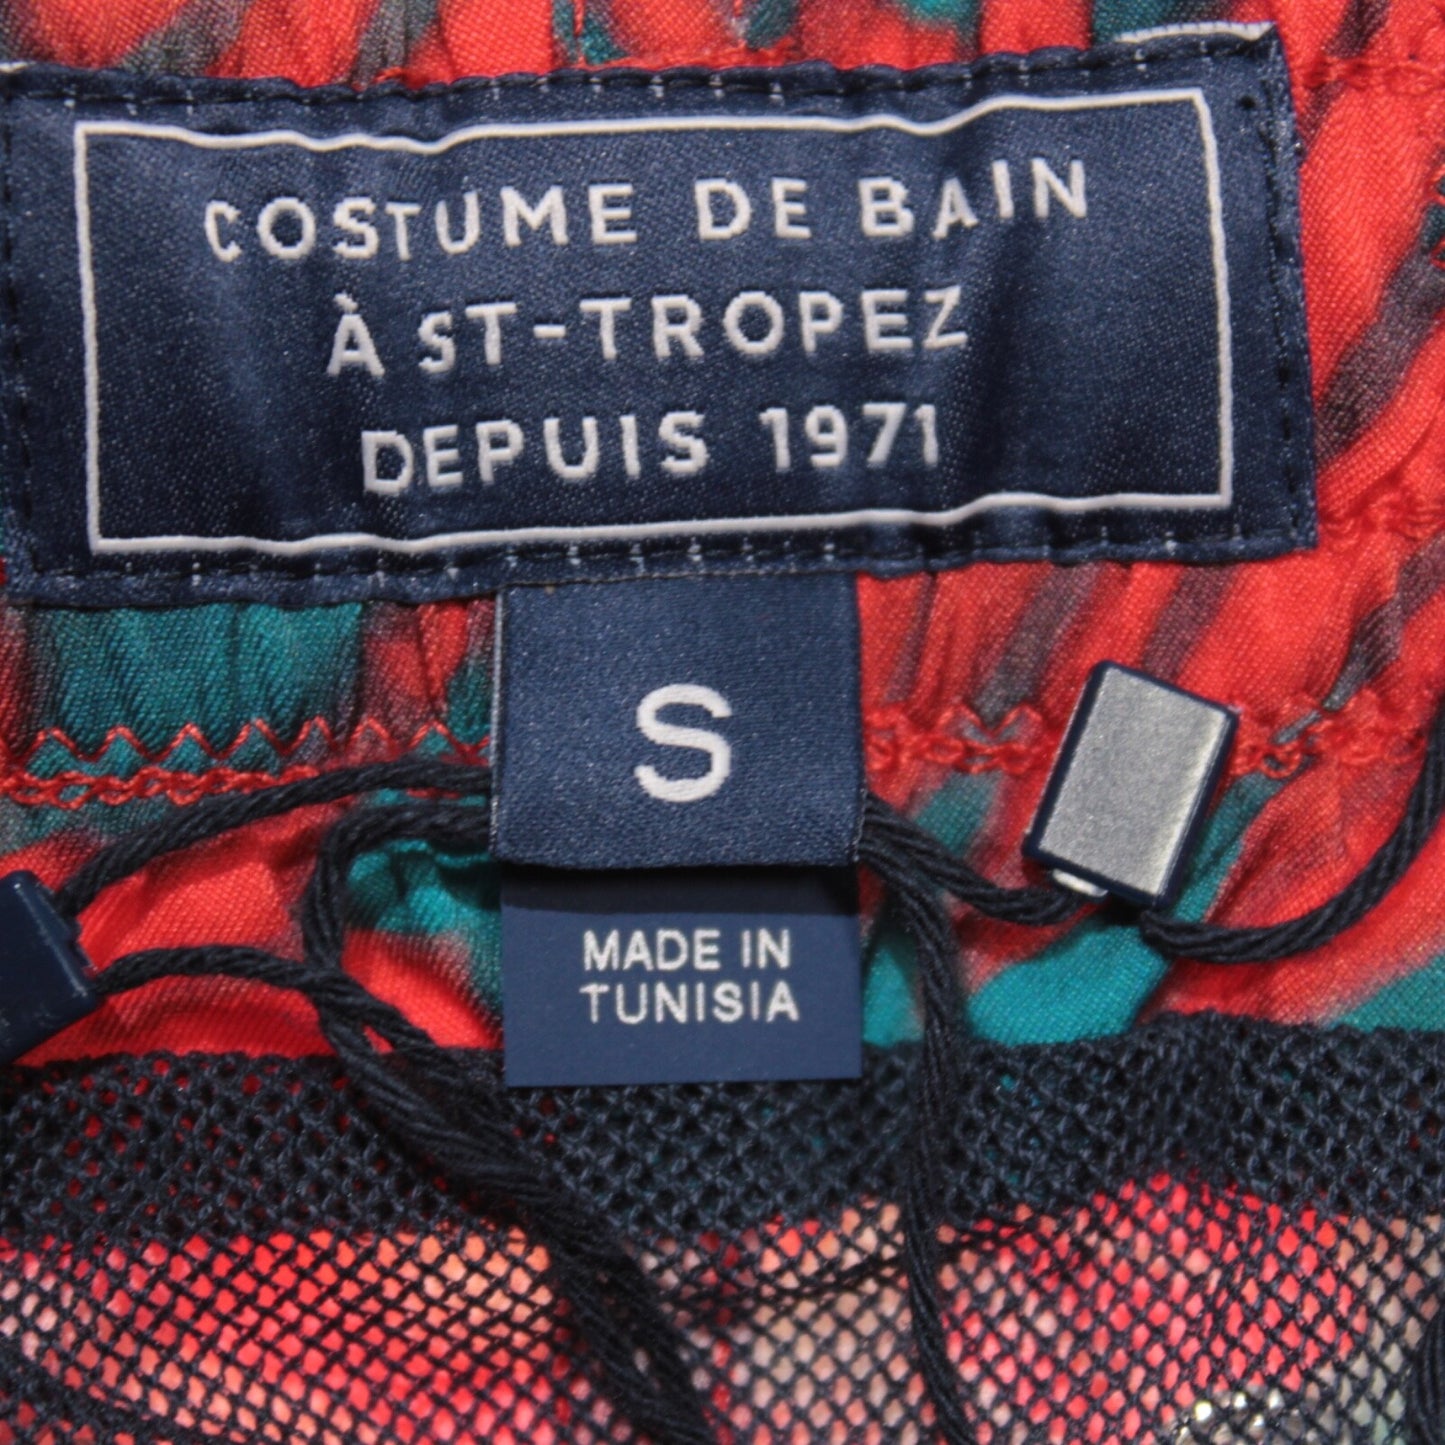 COSTUME DE BAIN
À ST-TROPEZ
DEPUIS 1971
S
MADE IN
TUNISIA